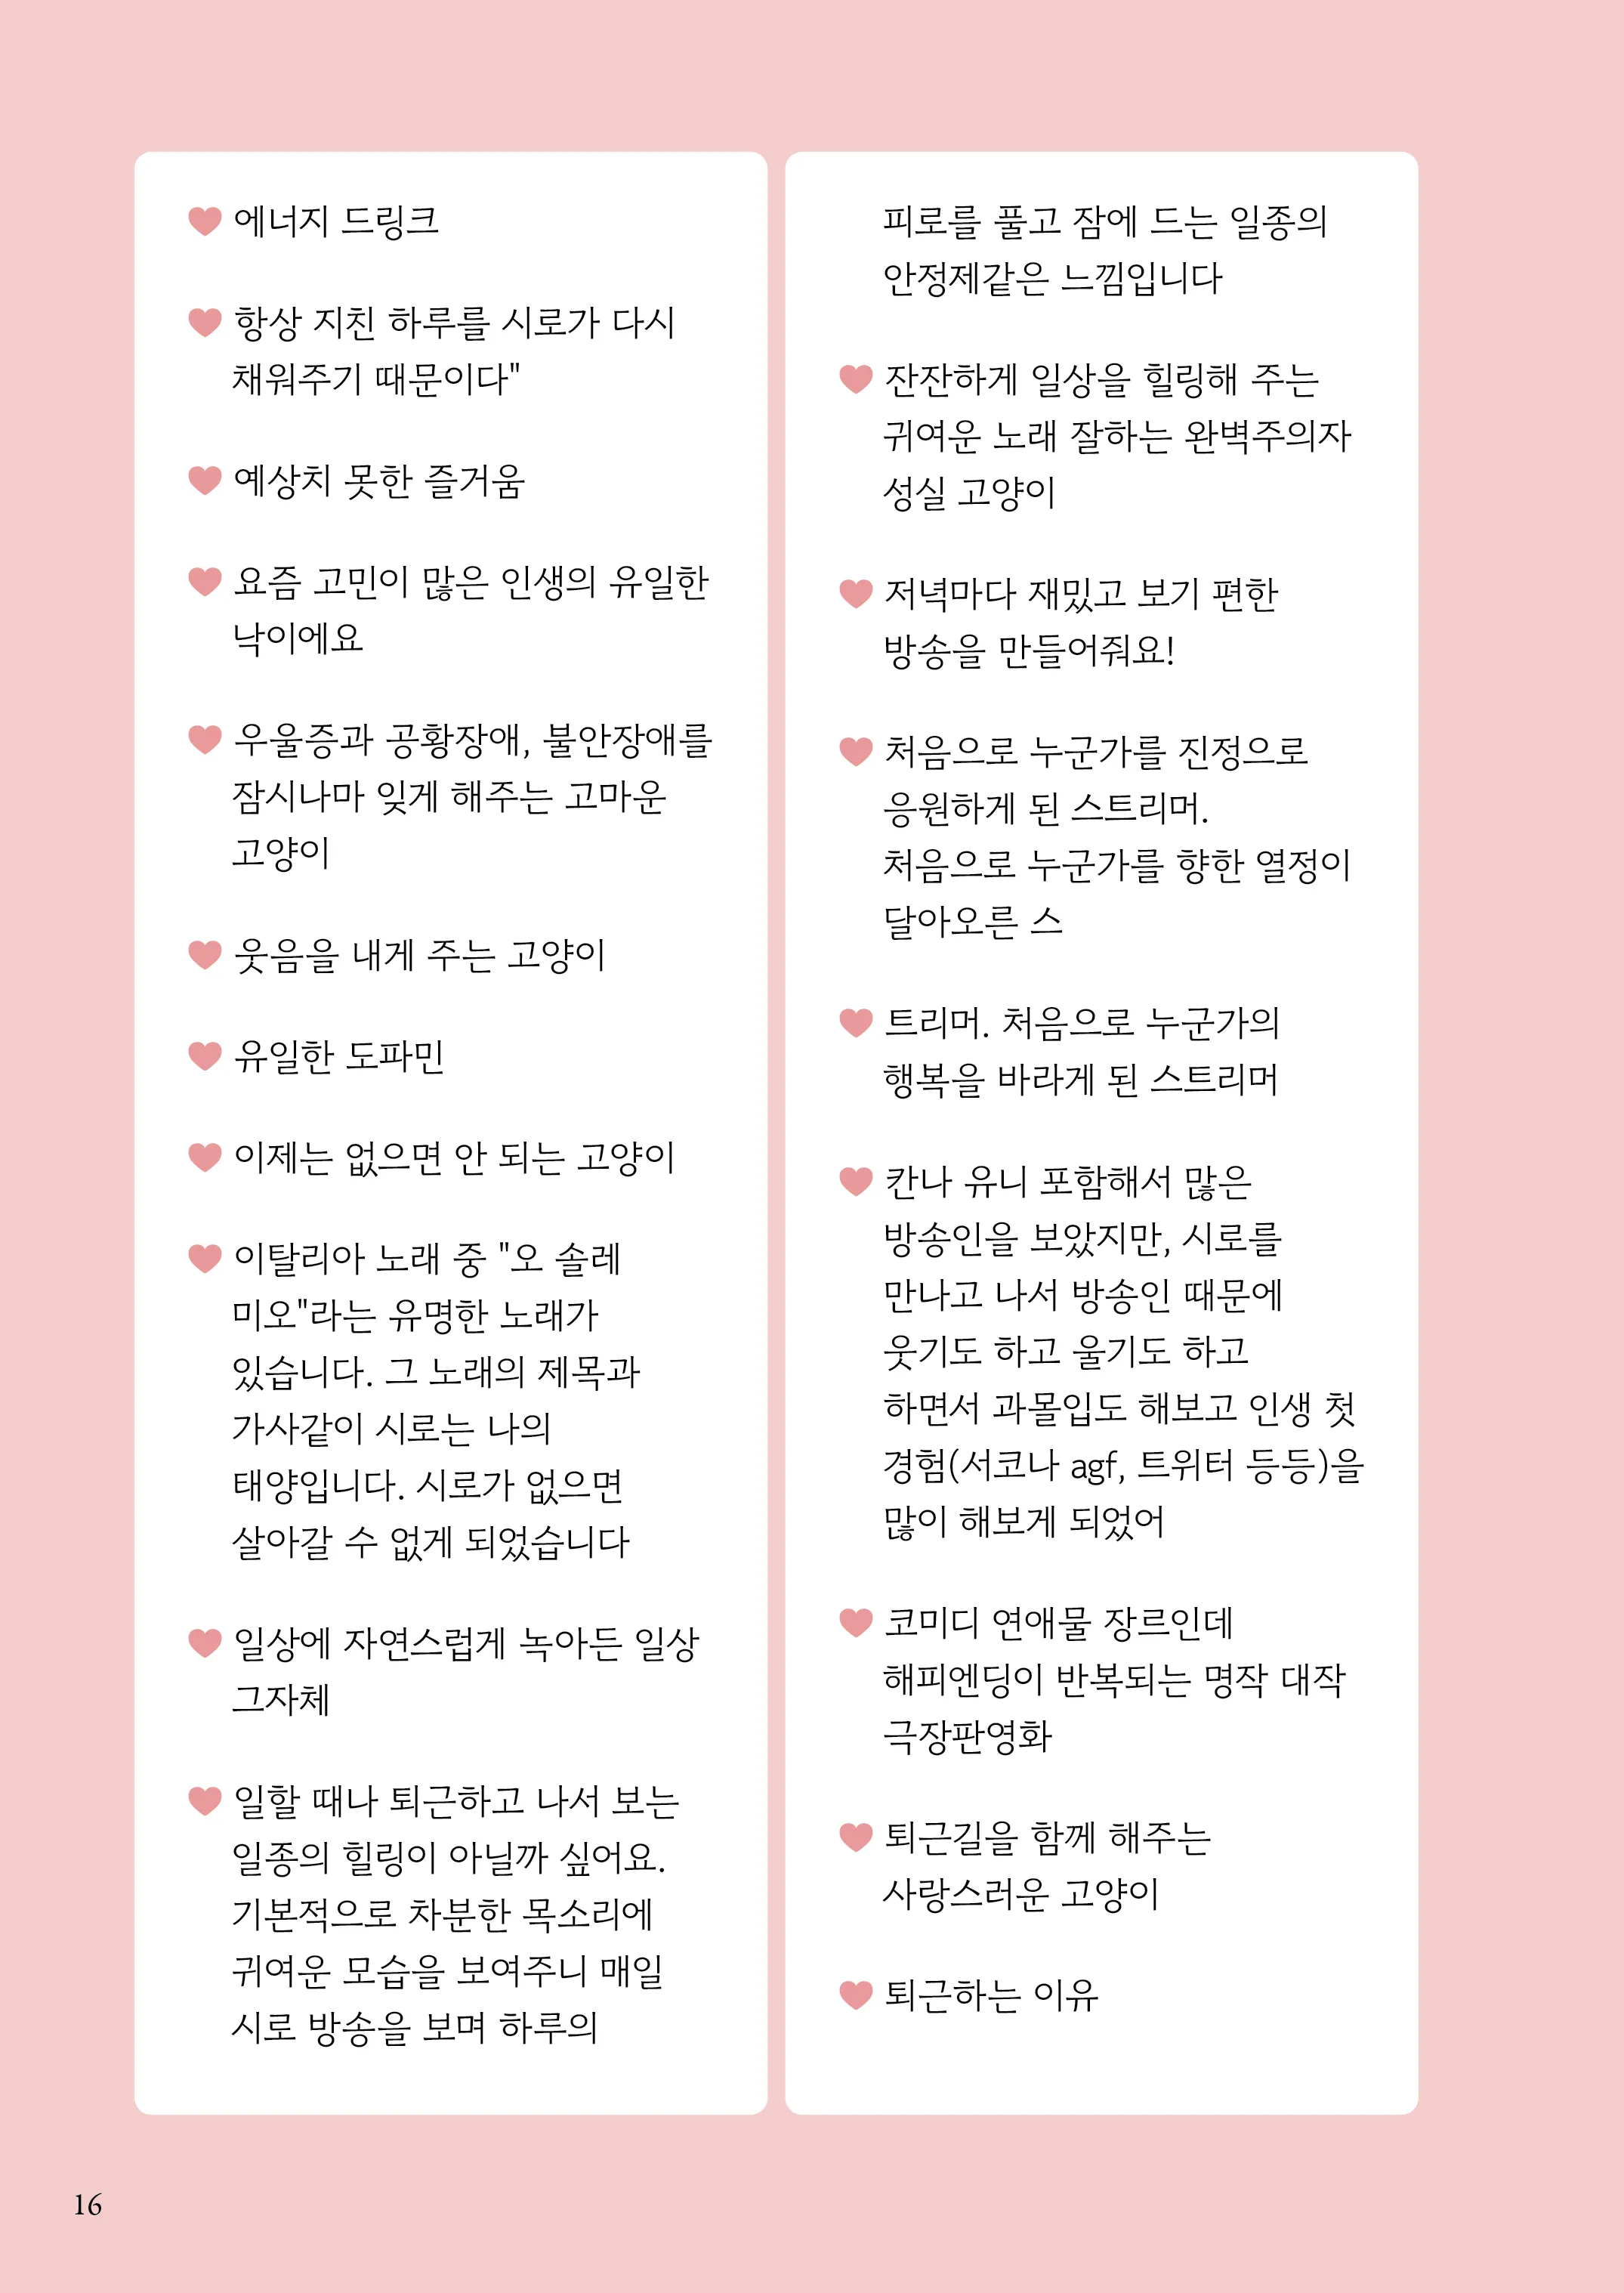 에너지 드링크
항상 지친 하루를 시로가 다시
채워주기 때문이다"
예상치 못한 즐거움
요즘 고민이 많은 인생의 유일한
낙이에요
우울증과 공황장애, 불안장애를
잠시나마 잊게 해주는 고마운
고양이
웃음을 내게 주는 고양이
유일한 도파민
이제는 없으면 안 되는 고양이
이탈리아 노래 중 "오 솔레
미오"라는 유명한 노래가
있습니다. 그 노래의 제목과
가사같이 시로는 나의
태양입니다. 시로가 없으면
살아갈 수 없게 되었습니다
일상에 자연스럽게 녹아든 일상
그자체
일할 때나 퇴근하고 나서 보는
일종의 힐링이 아닐까 싶어요.
기본적으로 차분한 목소리에
귀여운 모습을 보여주니 매일
시로 방송을 보며 하루의
피로를 풀고 잠에 드는 일종의
안정제같은 느낌입니다
잔잔하게 일상을 힐링해 주는
귀여운 노래 잘하는 완벽주의자
성실 고양이
저녁마다 재밌고 보기 편한
방송을 만들어줘요!
처음으로 누군가를 진정으로
응원하게 된 스트리머.
처음으로 누군가를 향한 열정이
달아오른 스
트리머. 처음으로 누군가의
행복을 바라게 된 스트리머
칸나 유니 포함해서 많은
방송인을 보았지만, 시로를
만나고 나서 방송인 때문에
웃기도 하고 울기도 하고
하면서 과몰입도 해보고 인생 첫
경험(서코나 agf, 트위터 등등)을
많이 해보게 되었어
코미디 연애물 장르인데
해피엔딩이 반복되는 명작 대작
극장판영화
퇴근길을 함께 해주는
사랑스러운 고양이
퇴근하는 이유
16